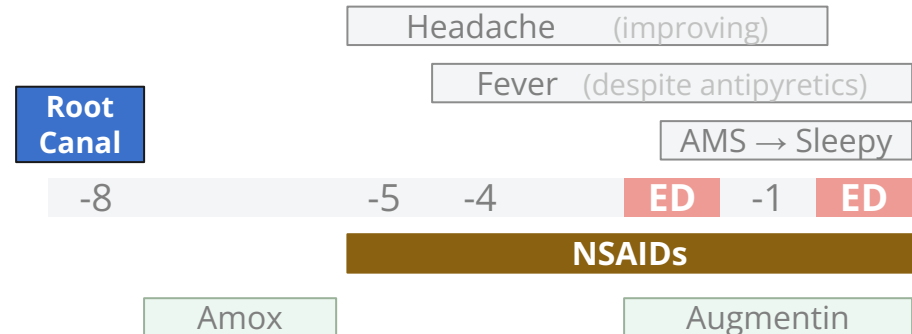 Headache (improving)
Fever (despite antipyretics)
Root
Canal
AMS → Sleepy
-8 -5 -4 ED -1 ED
NSAIDs
Amox Augmentin